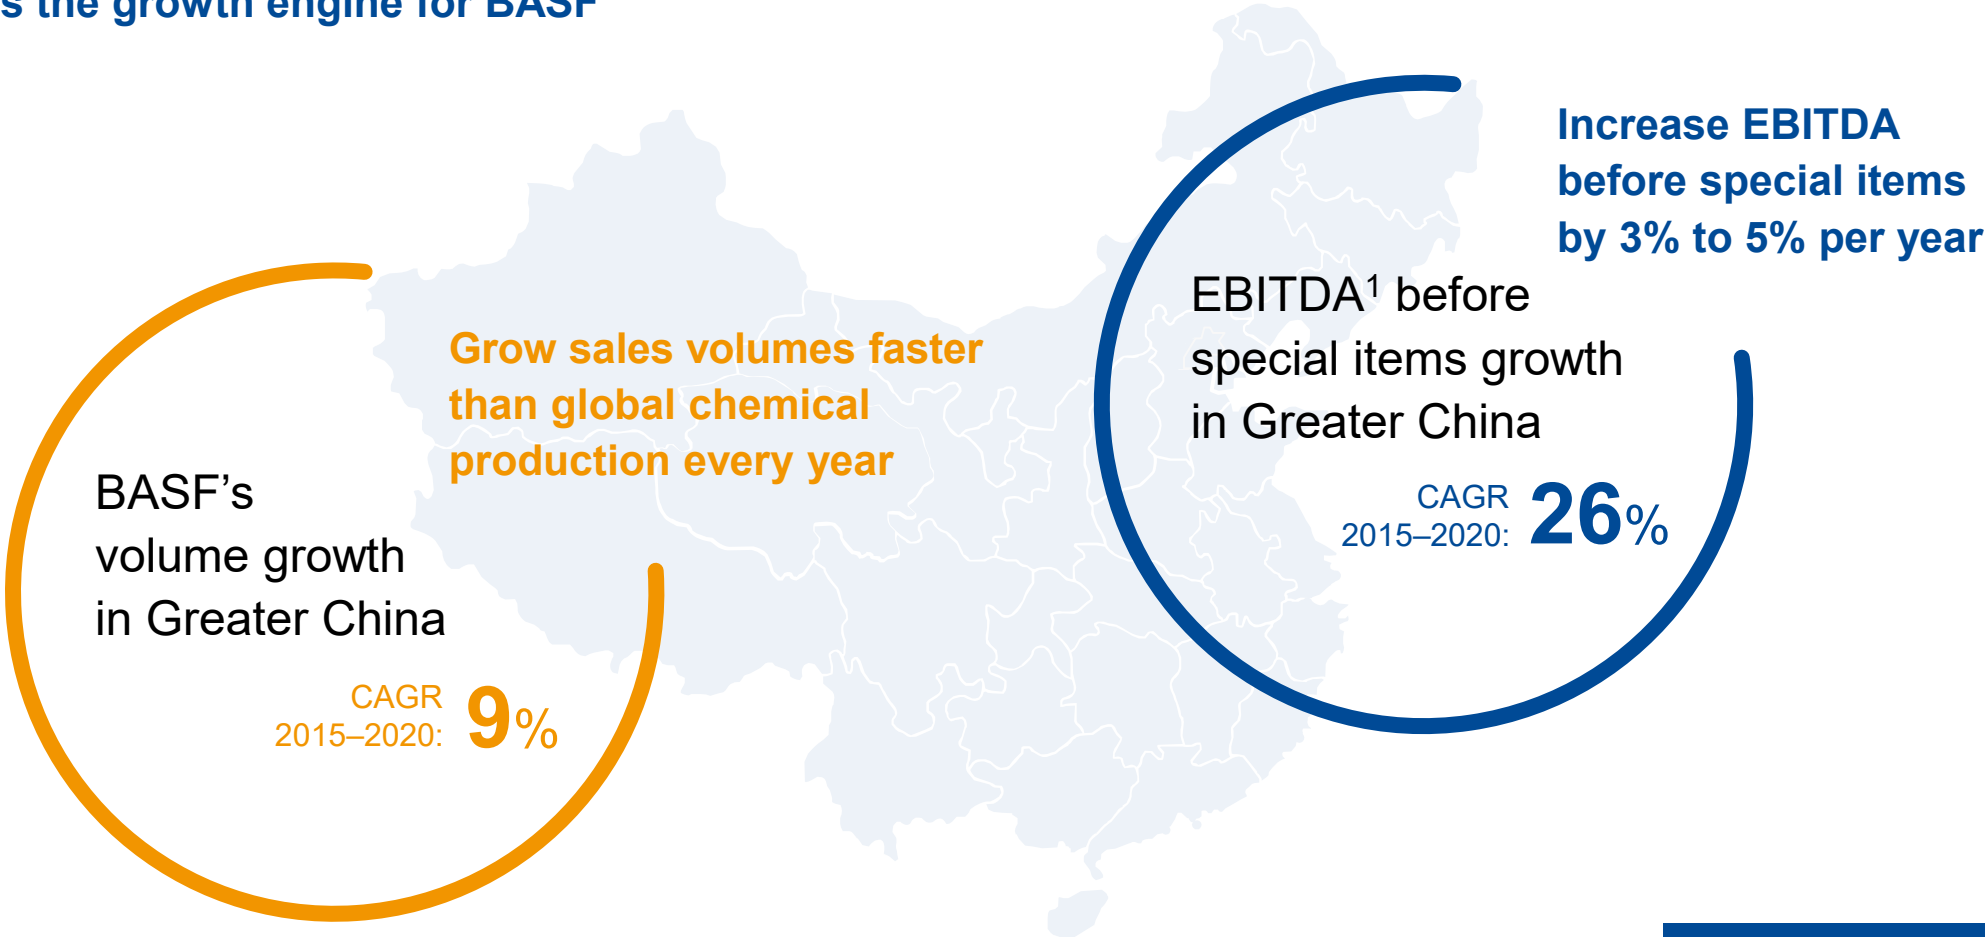 s the growth engine for BASF
Increase EBITDA
before special items
by 3% to 5% per year
EBITDA¹ before
special items growth
in Greater China
CAGR
2015–2020: 26%
Grow sales volumes faster
than global chemical
production every year
BASF’s
volume growth
in Greater China
CAGR
2015–2020: 9%